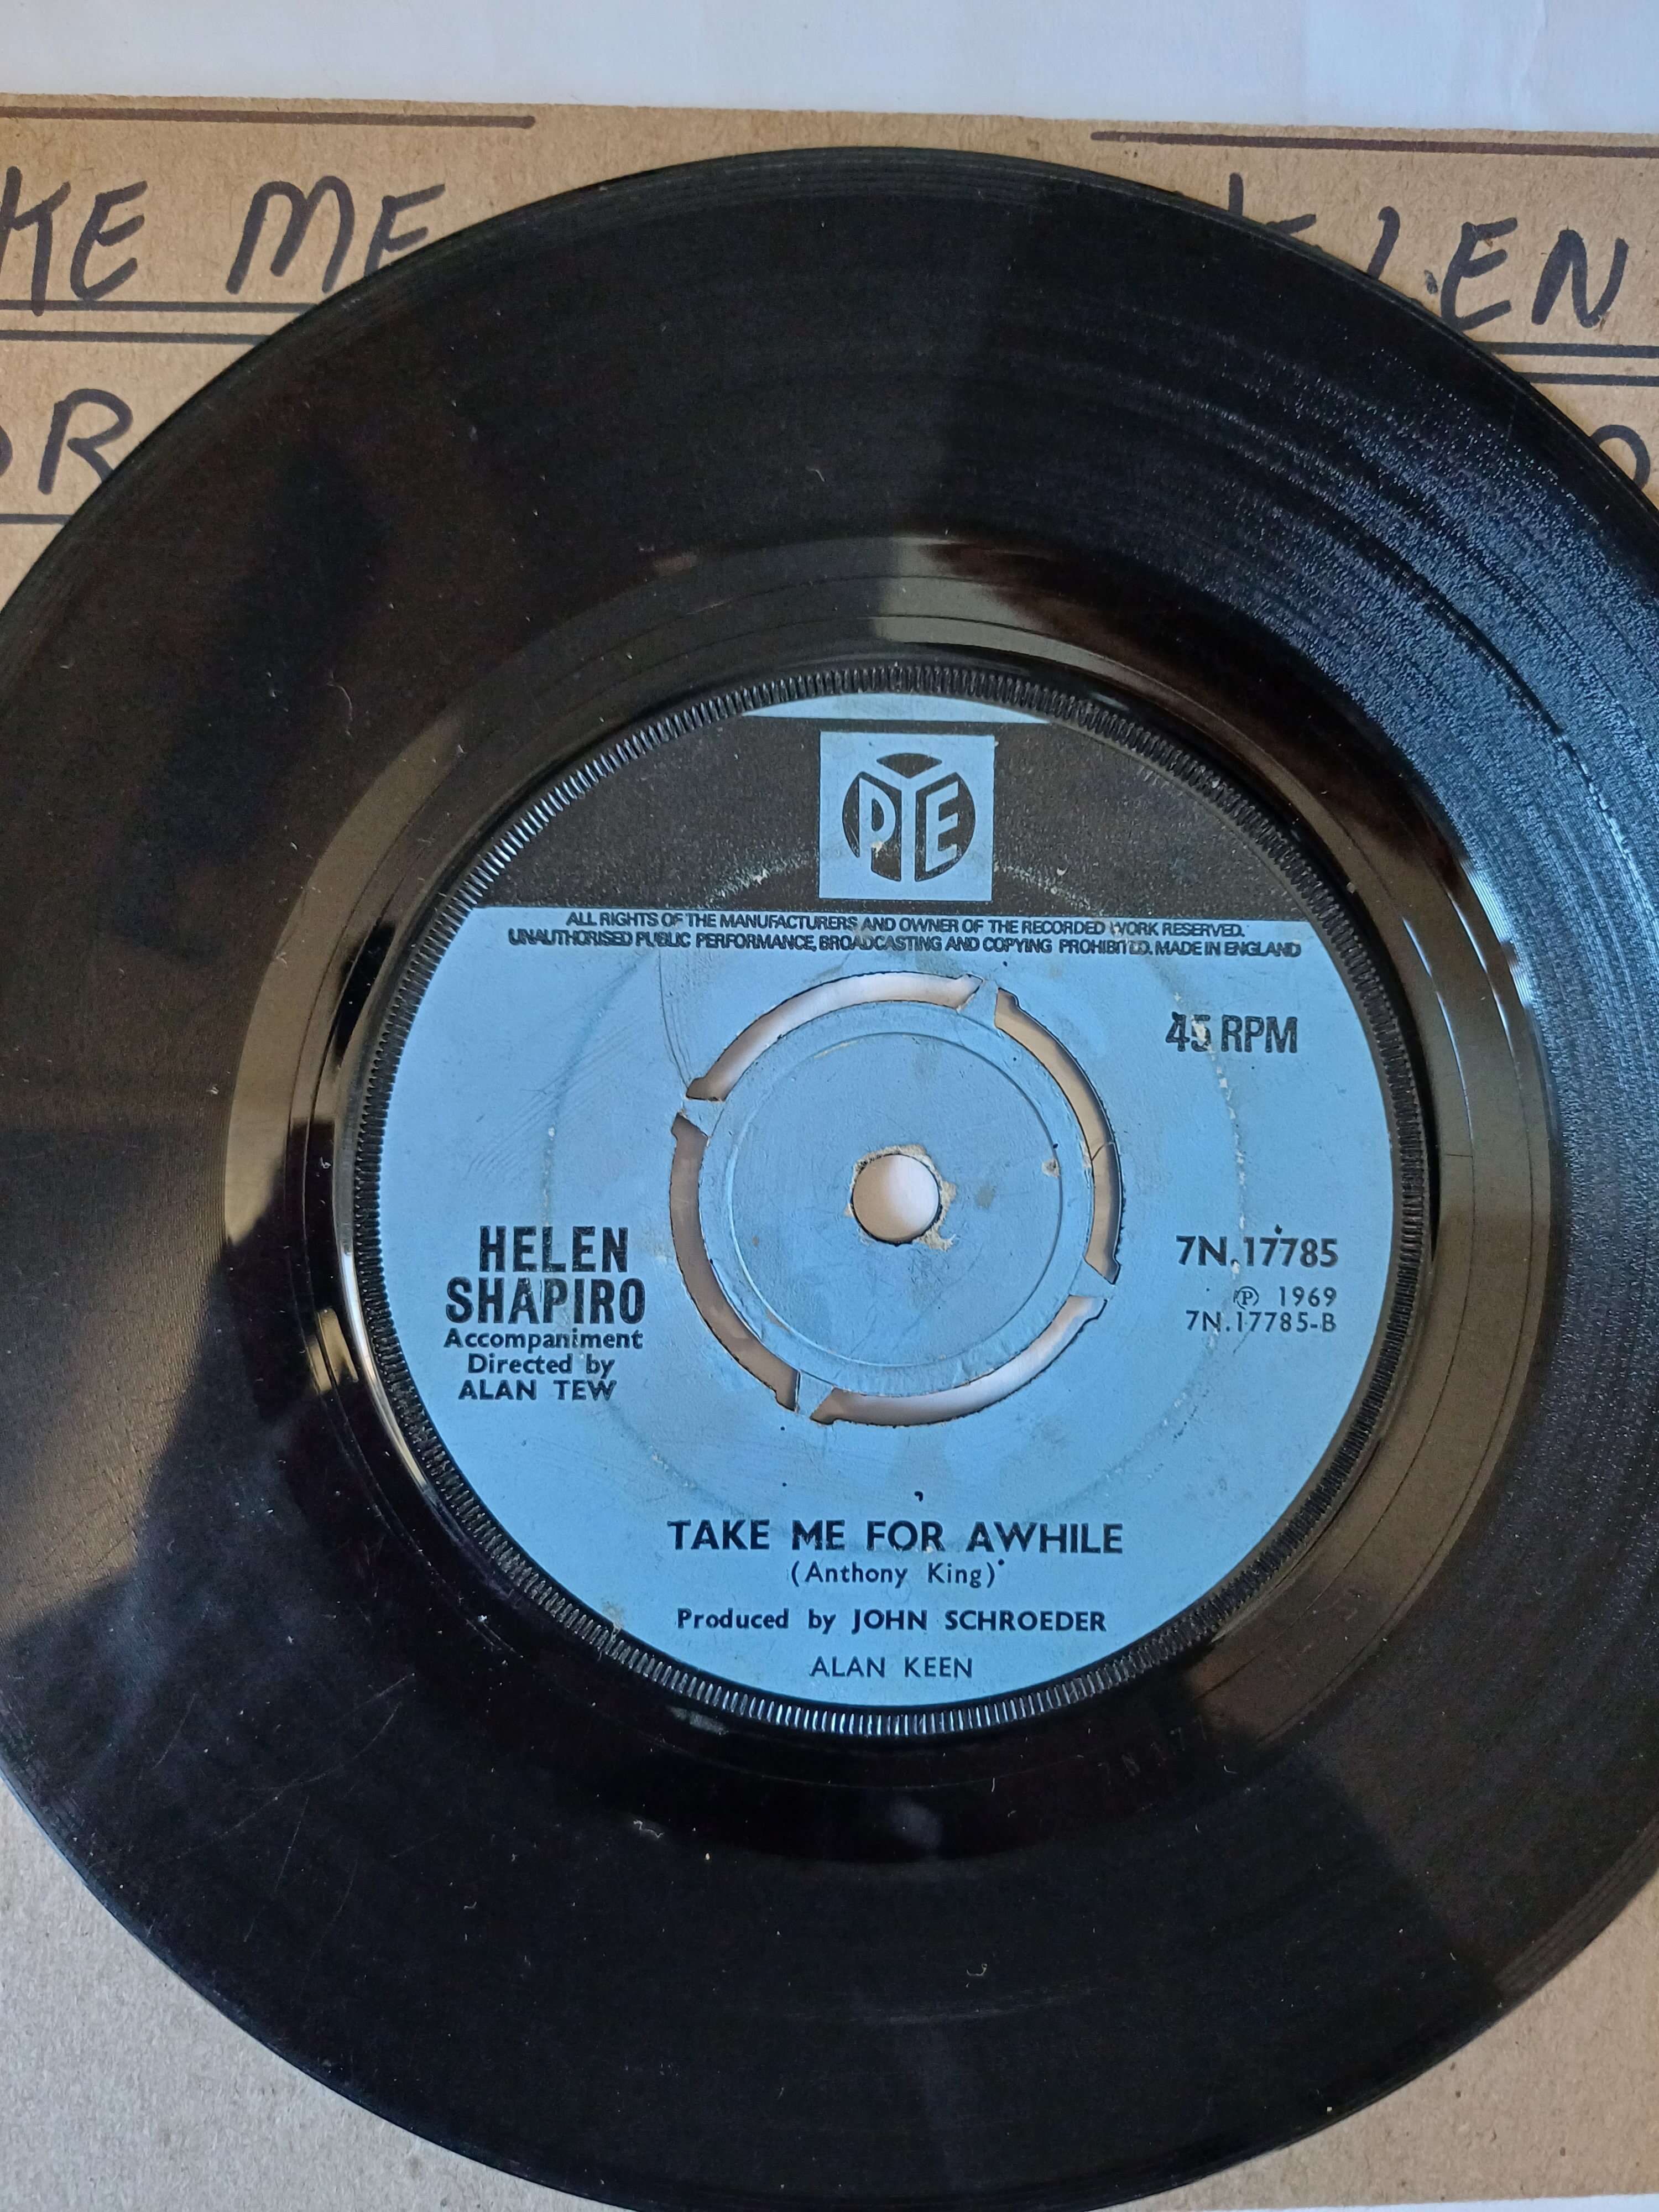 KE ME
ELEN
OR
PYE
ALL RIGHTS OF THE MANUFACTURERS AND OWNER OF THE RECORDED WORK RESERVED.
UNAUTHORISED PUBLIC PERFORMANCE, BROADCASTING AND COPYING PROHIBITED. MADE IN ENGLAND
45 RPM
HELEN
SHAPIRO
Accompaniment
Directed by
ALAN TEW
7N.17785
℗ 1969
7N.17785-B
TAKE ME FOR AWHILE
(Anthony King)
Produced by JOHN SCHROEDER
ALAN KEEN